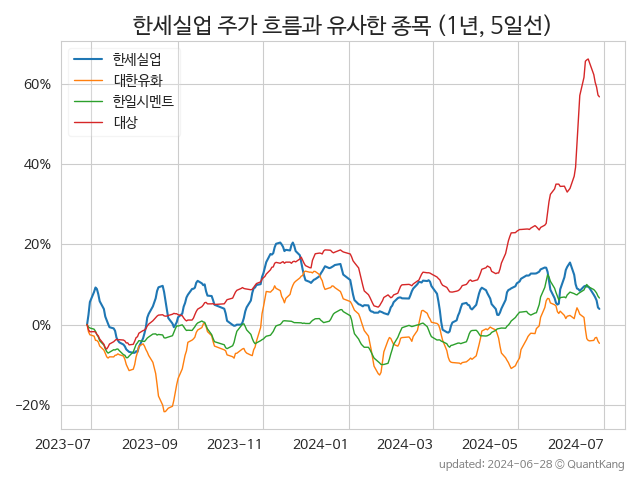 한세실업 주가 흐름과 유사한 종목 (1년, 5일선)
한세실업
대한유화
한일시멘트
대상
60%
40%
20%
0%
−20%
2023-07 2023-09 2023-11 2024-01 2024-03 2024-05 2024-07
updated: 2024-06-28 © QuantKang